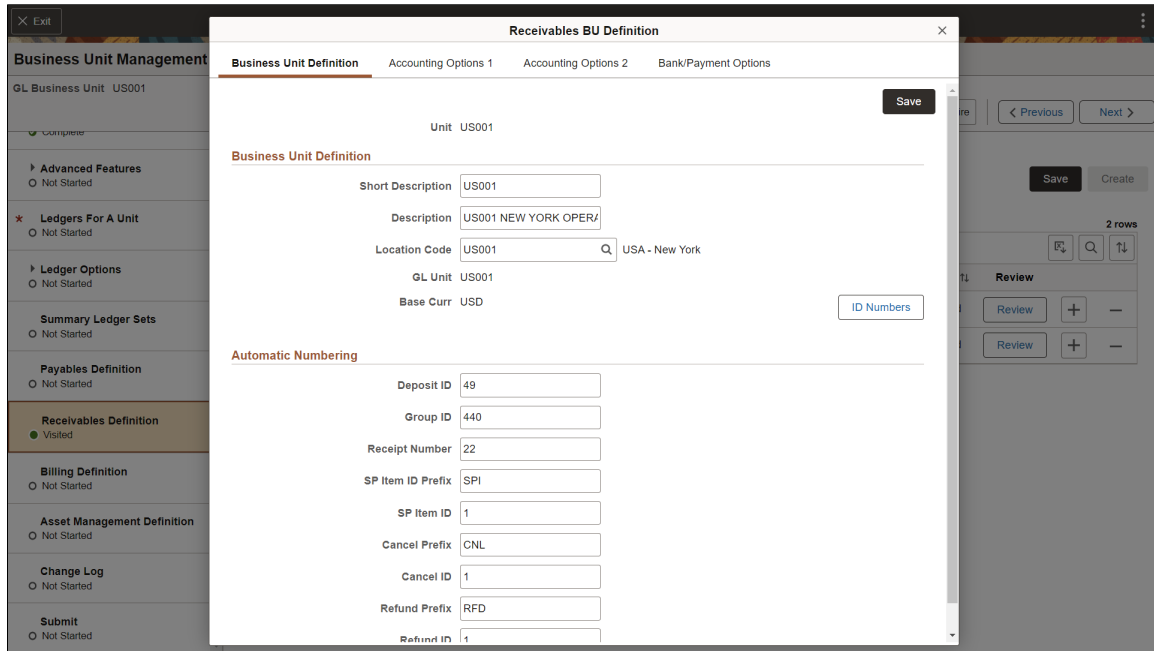 Exit
Receivables BU Definition
Business Unit Management
Business Unit Definition
Accounting Options 1
Accounting Options 2
Bank/Payment Options
GL Business Unit US001
Save
Previous
Next
Unit US001
Complete
Business Unit Definition
Advanced Features
Not Started
Save
Create
Short Description US001
* Ledgers For A Unit
Not Started
Description US001 NEW YORK OPERA
2 rows
Location Code US001 USA - New York
Ledger Options
Not Started
GL Unit US001
Review
Base Curr USD
ID Numbers
Review
Summary Ledger Sets
Not Started
Review
Automatic Numbering
Payables Definition
Not Started
Deposit ID 49
Group ID 440
Receivables Definition
Visited
Receipt Number 22
Billing Definition
Not Started
SP Item ID Prefix SPI
SP Item ID 1
Asset Management Definition
Not Started
Cancel Prefix CNL
Change Log
Not Started
Cancel ID 1
Refund Prefix RFD
Submit
Not Started
Refund ID 1